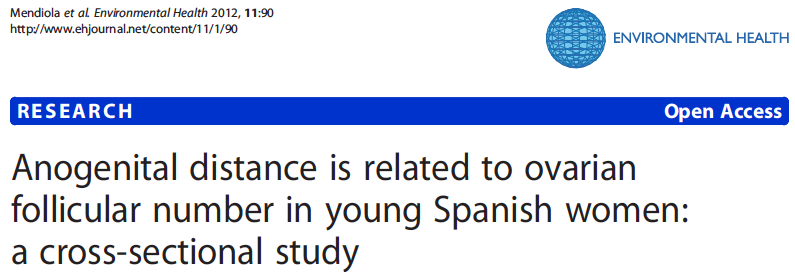 Mendiola et al. Environmental Health 2012, 11:90
http://www.ehjournal.net/content/11/1/90
ENVIRONMENTAL HEALTH
RESEARCH Open Access
Anogenital distance is related to ovarian
follicular number in young Spanish women:
a cross-sectional study